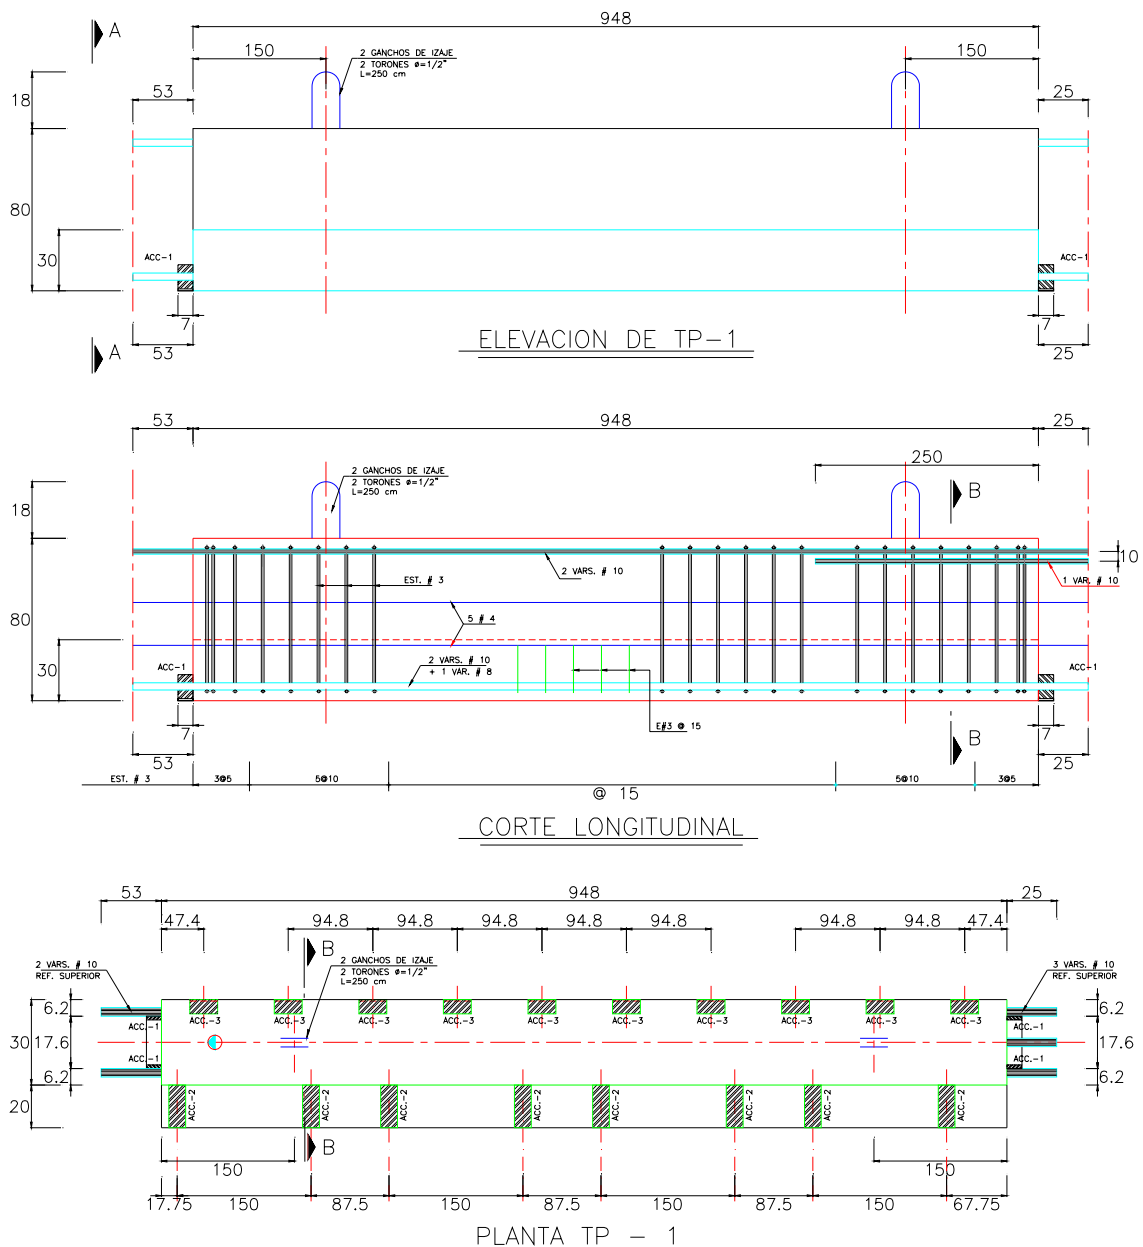 A
948
150
150
2 GANCHOS DE IZAJE
2 TORONES ø=1/2"
L=250 cm
18
53
25
80
30
ACC-1
ACC-1
7
7
53
25
A
ELEVACION DE TP-1
53
948
25
250
2 GANCHOS DE IZAJE
2 TORONES ø=1/2"
L=250 cm
B
18
10
2 VARS. # 10
EST. # 3
1 VAR. # 10
80
5 # 4
30
ACC-1
2 VARS. # 10
+ 1 VAR. # 8
ACC-1
7
E#3 @ 15
7
B
53
25
EST. # 3
3@5
5@10
@ 15
5@10
3@5
CORTE LONGITUDINAL
53
948
25
47.4
94.8
94.8
94.8
94.8
94.8
94.8
94.8
47.4
B
2 VARS. # 10
REF. SUPERIOR
2 GANCHOS DE IZAJE
2 TORONES ø=1/2"
L=250 cm
3 VARS. # 10
REF. SUPERIOR
6.2
6.2
ACC.-1
ACC.-3
ACC.-3
ACC.-3
ACC.-3
ACC.-3
ACC.-3
ACC.-3
ACC.-3
ACC.-3
ACC.-3
ACC.-1
30
17.6
17.6
ACC.-1
ACC.-1
6.2
6.2
20
ACC.-2
ACC.-2
ACC.-2
ACC.-2
ACC.-2
ACC.-2
ACC.-2
ACC.-2
B
150
150
17.75
150
87.5
150
87.5
150
87.5
150
67.75
PLANTA TP - 1